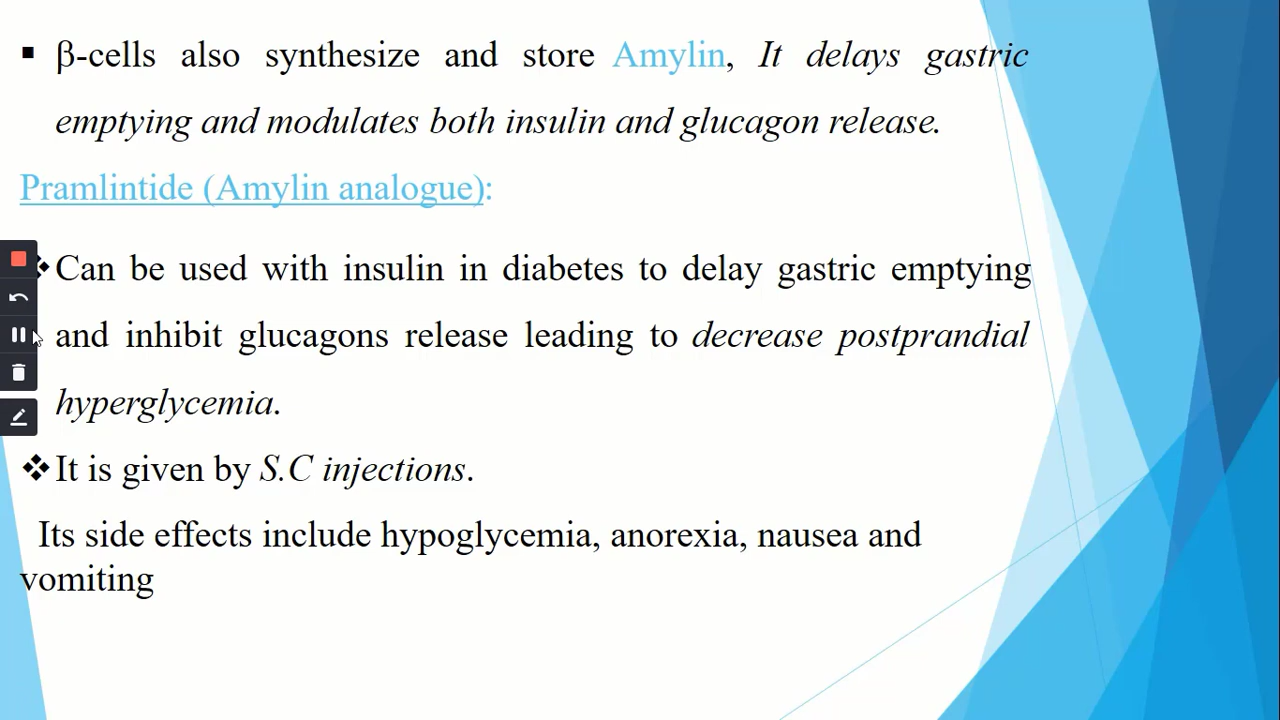 ▪ β-cells also synthesize and store Amylin, It delays gastric
emptying and modulates both insulin and glucagon release.
Pramlintide (Amylin analogue):
❖Can be used with insulin in diabetes to delay gastric emptying
and inhibit glucagons release leading to decrease postprandial
hyperglycemia.
❖It is given by S.C injections.
Its side effects include hypoglycemia, anorexia, nausea and
vomiting